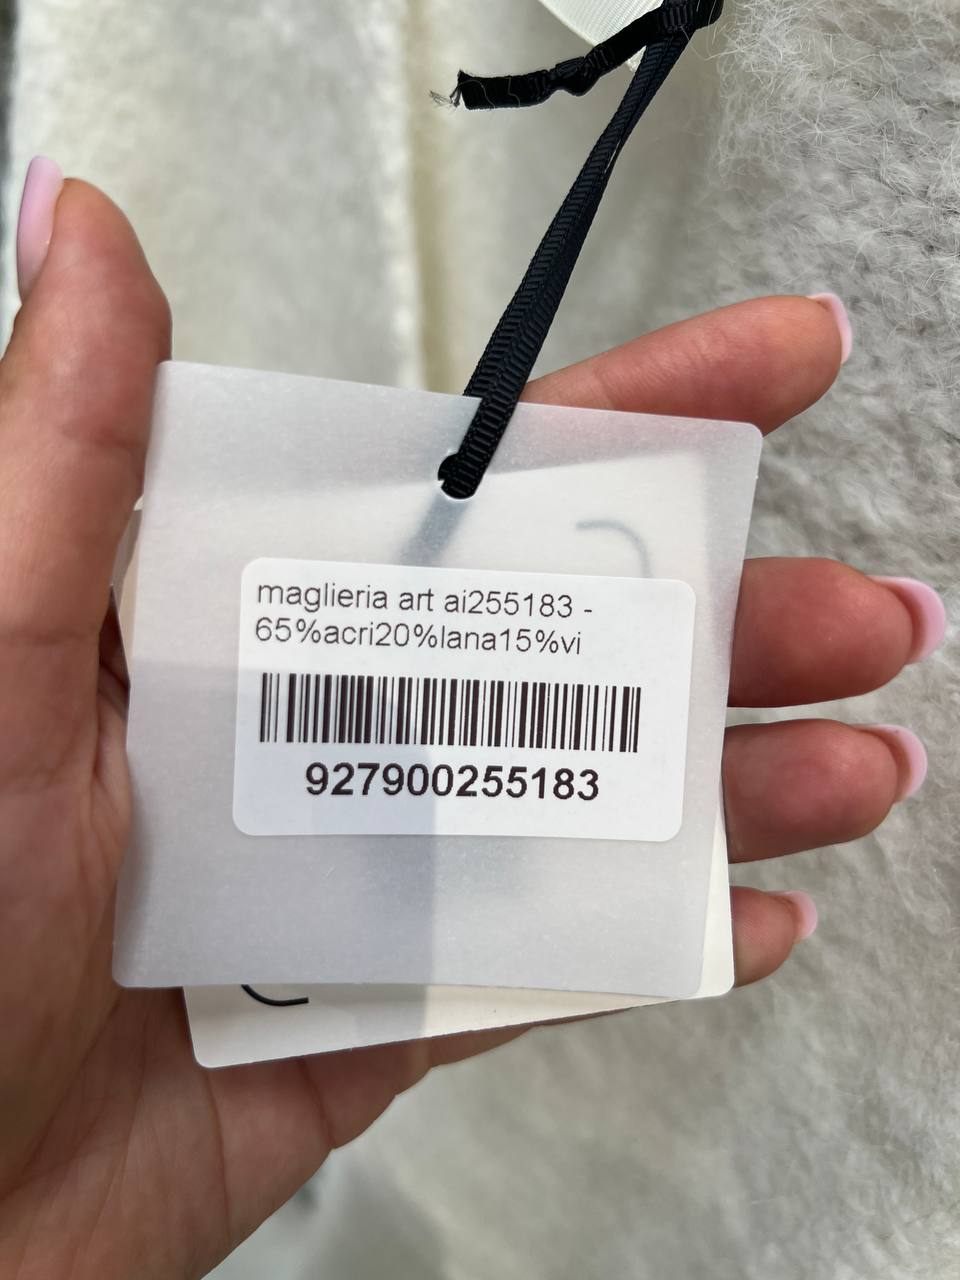 maglieria art ai255183 -
65%acri20%lana15%vi
927900255183